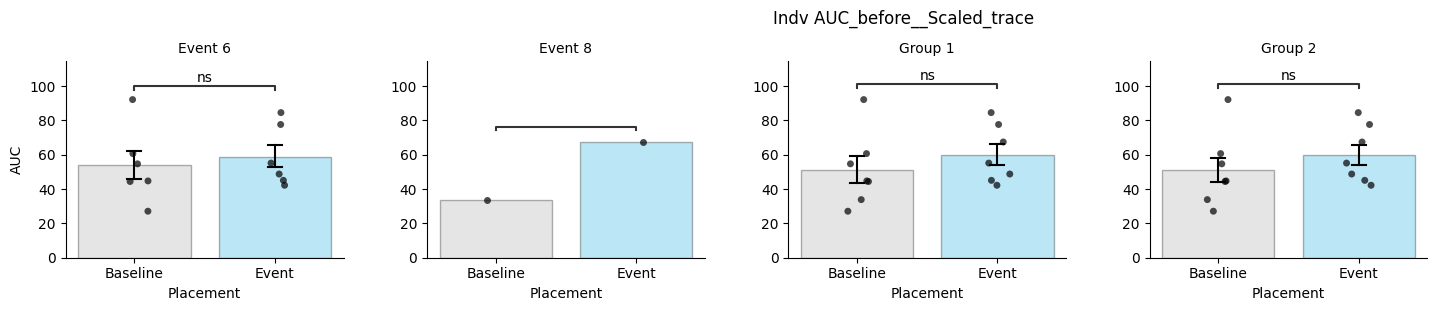 Indv AUC_before__Scaled_trace
Event 6
Event 8
Group 1
Group 2
AUC
100
80
60
40
20
0
ns
Baseline
Event
Placement
100
80
60
40
20
0
Baseline
Event
Placement
100
80
60
40
20
0
ns
Baseline
Event
Placement
100
80
60
40
20
0
ns
Baseline
Event
Placement